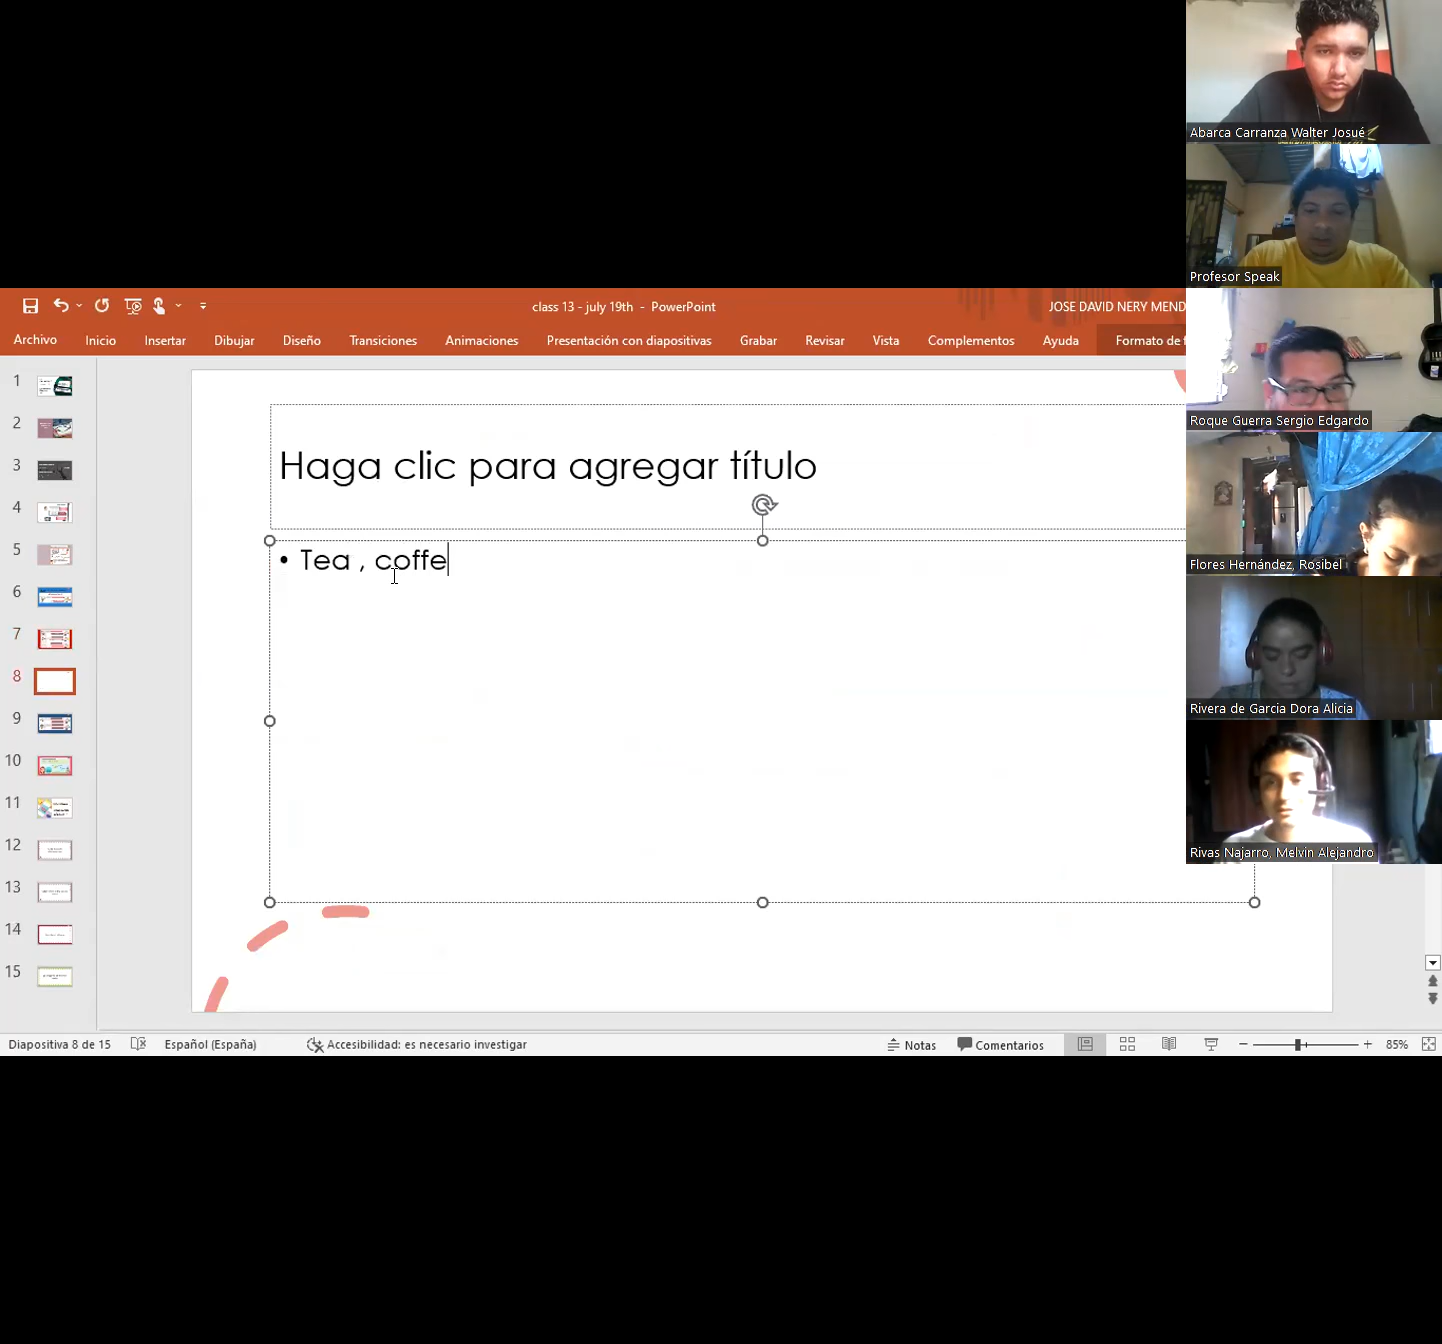 Abarca Carranza Walter Josué
Profesor Speak
class 13 - july 19th - PowerPoint
JOSE DAVID NERY MEND
Archivo
Inicio
Insertar
Dibujar
Diseño
Transiciones
Animaciones
Presentación con diapositivas
Grabar
Revisar
Vista
Complementos
Ayuda
Formato de f
Roque Guerra Sergio Edgardo
1
2
3
4
5
6
7
8
9
10
11
12
13
14
15
Haga clic para agregar título
• Tea , coffe
Flores Hernández, Rosibel
Rivera de Garcia Dora Alicia
Rivas Najarro, Melvin Alejandro
Diapositiva 8 de 15
Español (España)
Accesibilidad: es necesario investigar
Notas
Comentarios
85%